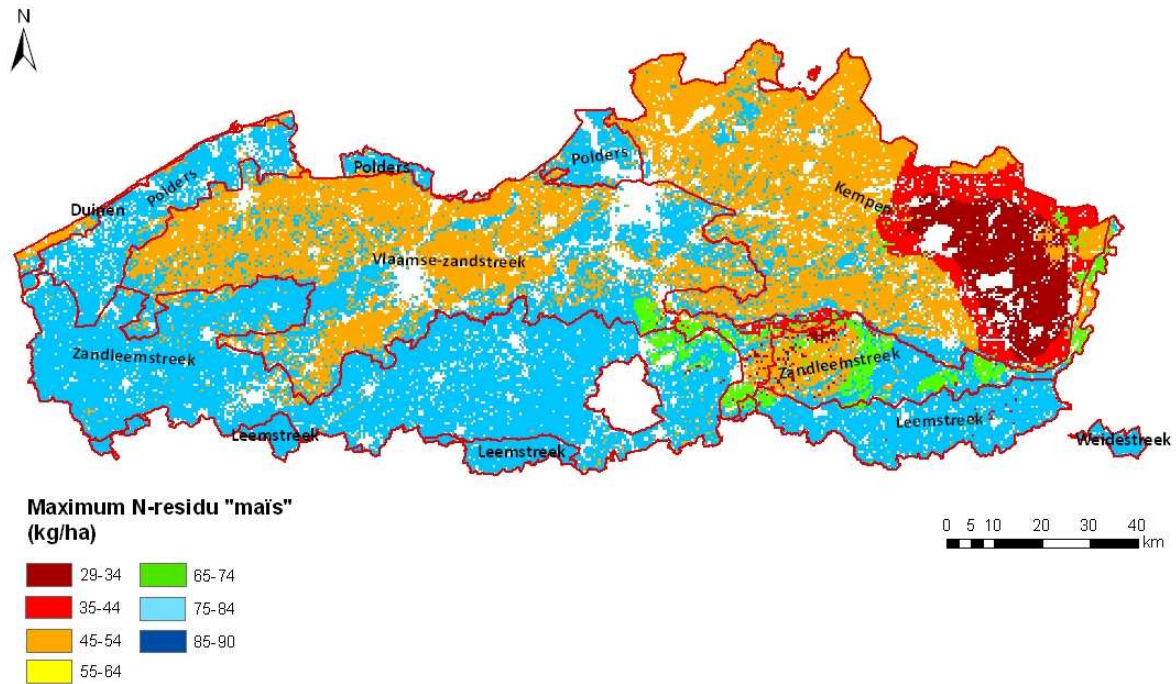 N
Polders
Polders
Polders
Duinen
Kempen
Vlaamse-zandstreek
Zandleemstreek
Zandleemstreek
Leemstreek
Leemstreek
Leemstreek
Weidestreek
Maximum N-residu "maïs"
(kg/ha)
29-34 65-74
35-44 75-84
45-54 85-90
55-64
0 5 10 20 30 40
km